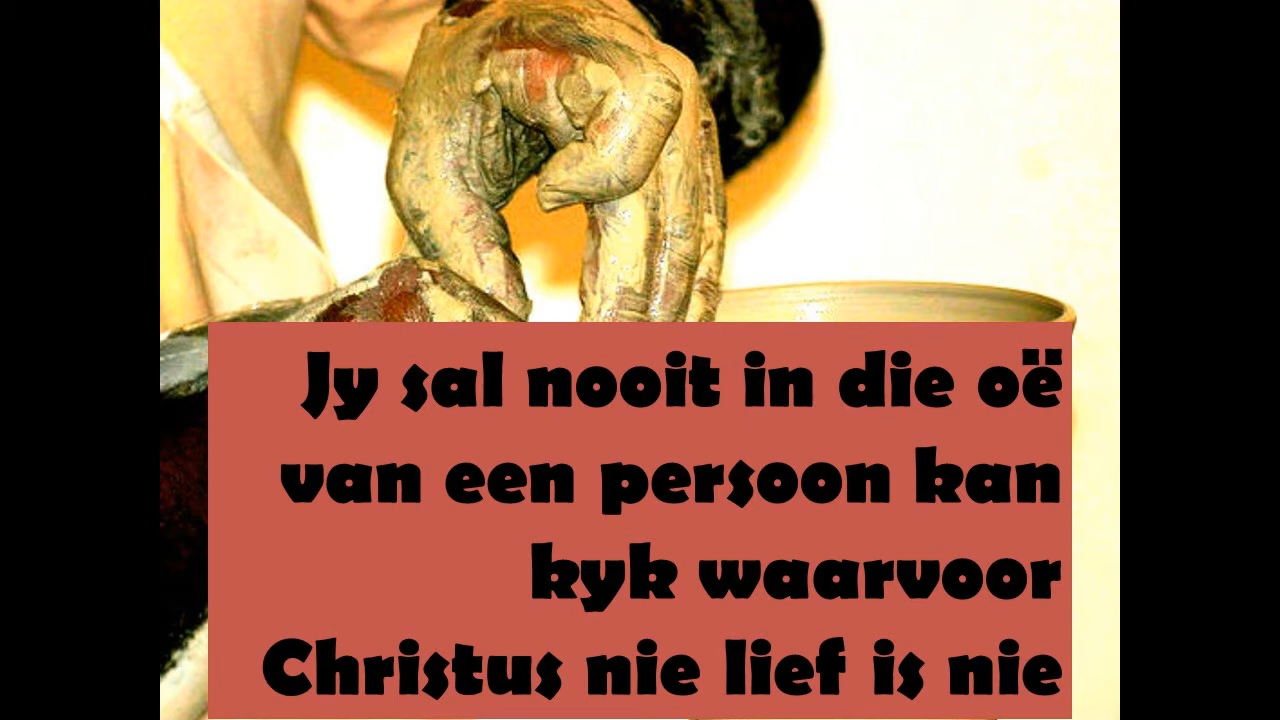 Jy sal nooit in die oë
van een persoon kan
kyk waarvoor
Christus nie lief is nie